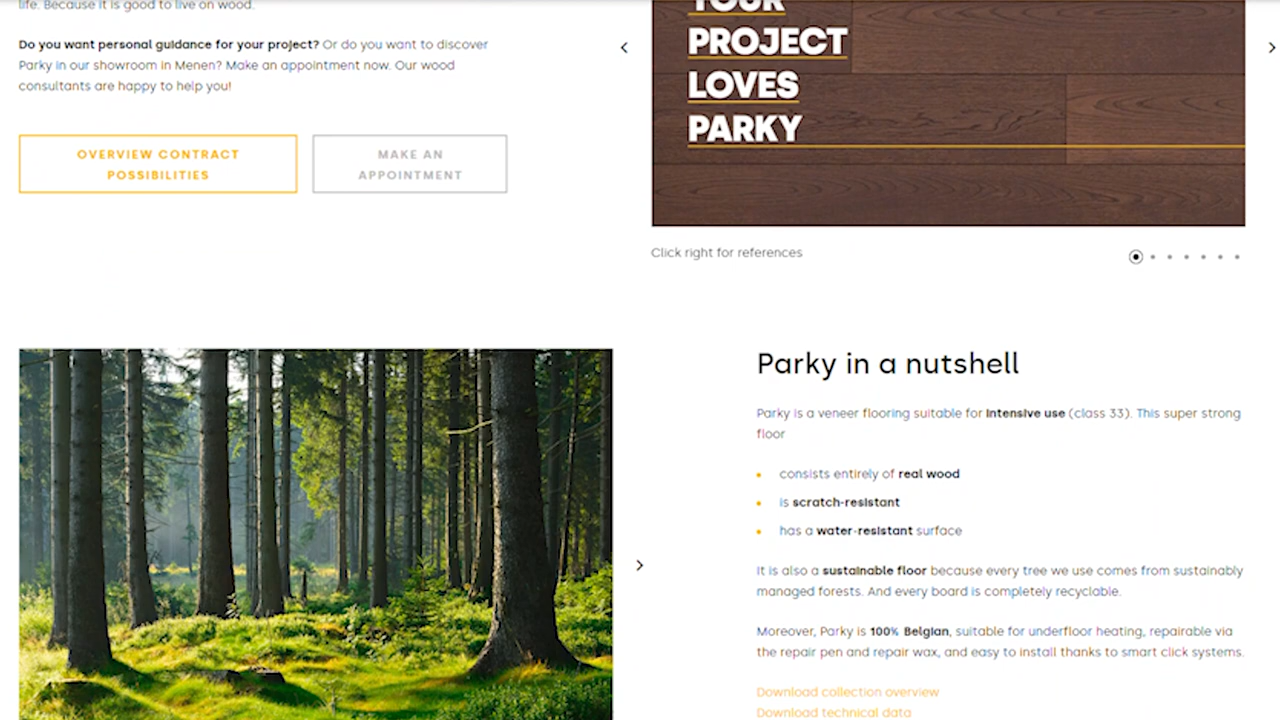 life. Because it is good to live on wood.
Do you want personal guidance for your project? Or do you want to discover
Parky in our showroom in Menen? Make an appointment now. Our wood
consultants are happy to help you!
OVERVIEW CONTRACT
POSSIBILITIES
MAKE AN
APPOINTMENT
YOUR
PROJECT
LOVES
PARKY
Click right for references
Parky in a nutshell
Parky is a veneer flooring suitable for intensive use (class 33). This super strong
floor
consists entirely of real wood
is scratch-resistant
has a water-resistant surface
It is also a sustainable floor because every tree we use comes from sustainably
managed forests. And every board is completely recyclable.
Moreover, Parky is 100% Belgian, suitable for underfloor heating, repairable via
the repair pen and repair wax, and easy to install thanks to smart click systems.
Download collection overview
Download technical data